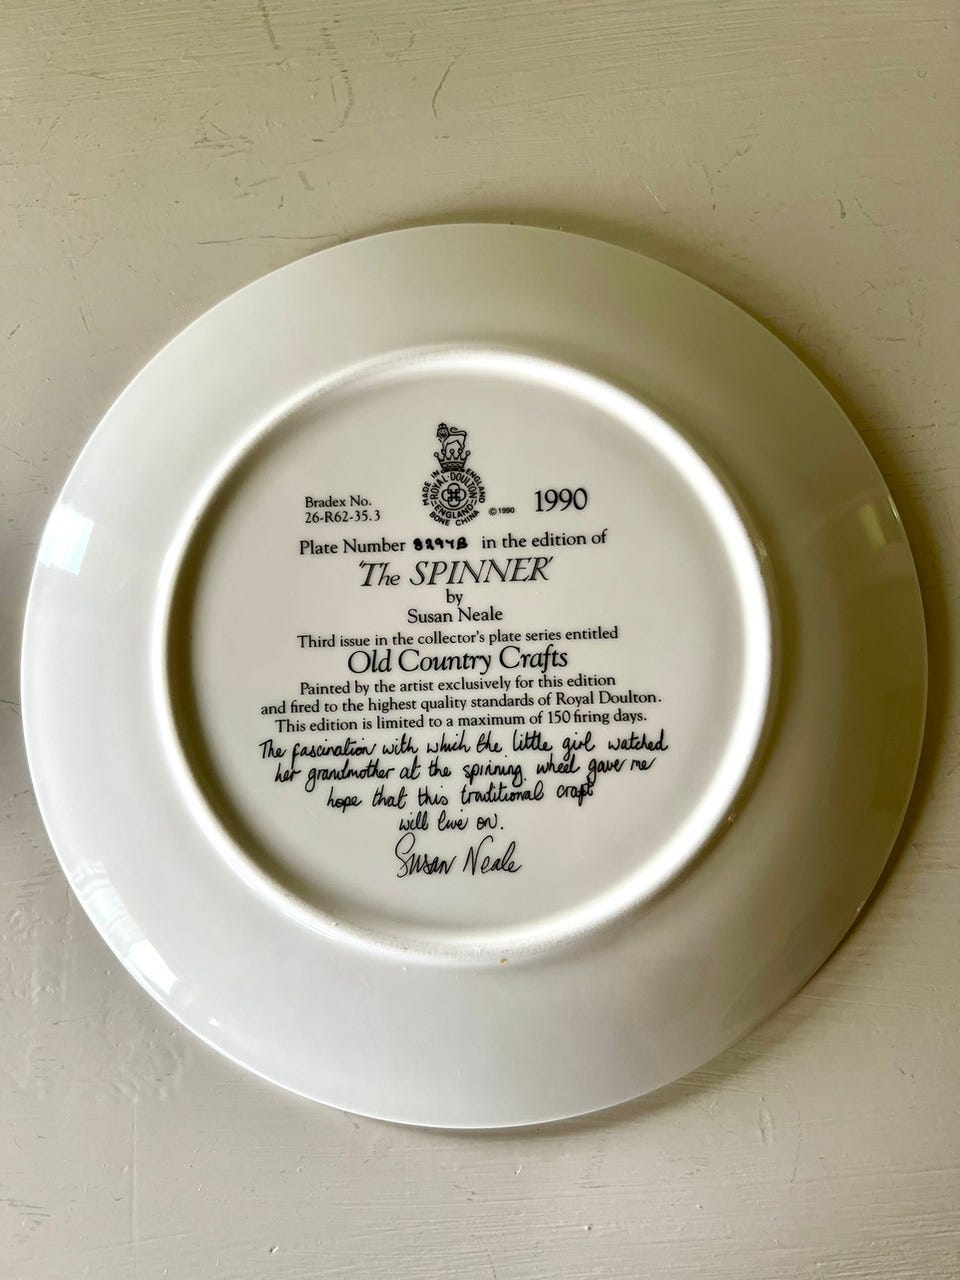 MADE IN ENGLAND
ROYAL·DOULTON
ENGLAND
BONE CHINA
Bradex No.
26-R62-35.3
©1990
1990
Plate Number in the edition of
'The SPINNER'
by
Susan Neale
Third issue in the collector's plate series entitled
Old Country Crafts
Painted by the artist exclusively for this edition
and fired to the highest quality standards of Royal Doulton.
This edition is limited to a maximum of 150 firing days.
The fascination with which the little girl watched
her grandmother at the spinning wheel gave me
hope that this traditional craft
will live on.
Susan Neale